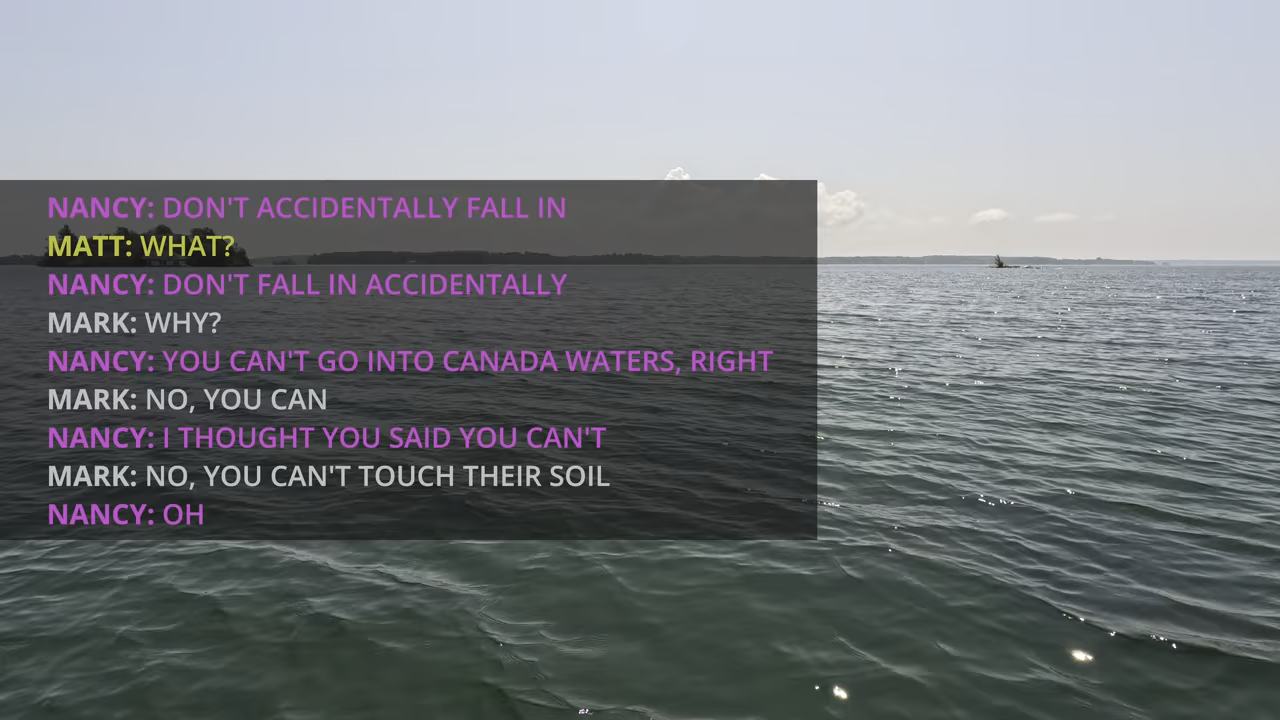 NANCY: DON'T ACCIDENTALLY FALL IN
MATT: WHAT?
NANCY: DON'T FALL IN ACCIDENTALLY
MARK: WHY?
NANCY: YOU CAN'T GO INTO CANADA WATERS, RIGHT
MARK: NO, YOU CAN
NANCY: I THOUGHT YOU SAID YOU CAN'T
MARK: NO, YOU CAN'T TOUCH THEIR SOIL
NANCY: OH